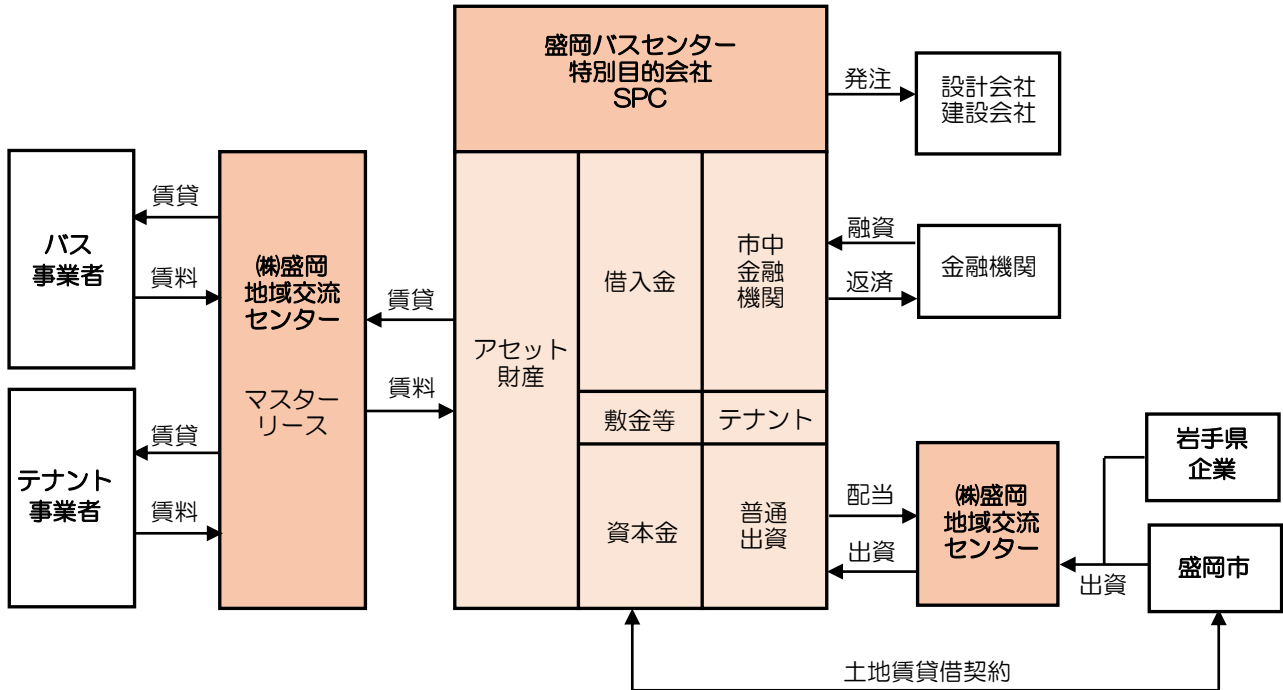 盛岡バスセンター
特別目的会社
SPC
発注
設計会社
建設会社
バス
事業者
賃貸
賃料
テナント
事業者
賃貸
賃料
㈱盛岡
地域交流
センター
マスター
リース
賃貸
賃料
アセット
財産
借入金
市中
金融
機関
敷金等
テナント
資本金
普通
出資
融資
返済
金融機関
配当
出資
㈱盛岡
地域交流
センター
岩手県
企業
出資
盛岡市
土地賃貸借契約